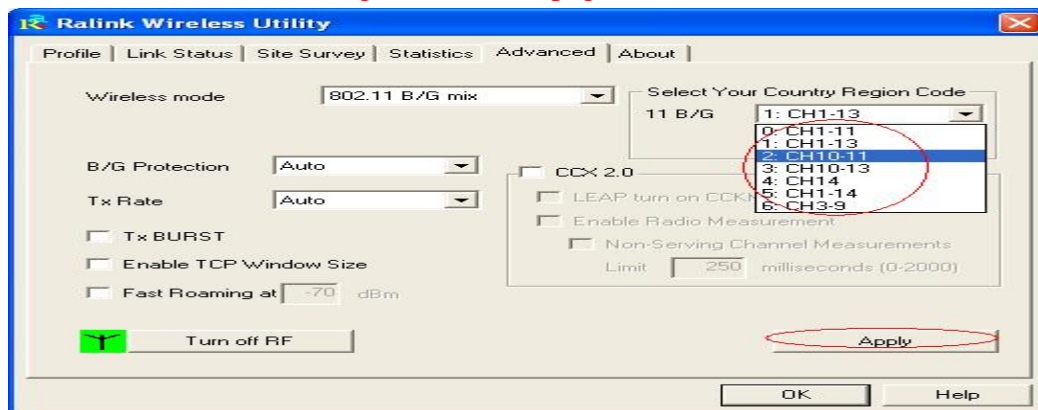 Ralink Wireless Utility
Profile Link Status Site Survey Statistics Advanced About
Wireless mode 802.11 B/G mix
Select Your Country Region Code
11 B/G 1: CH1-13
0: CH1-11
1: CH1-13
2: CH10-11
3: CH10-13
4: CH14
5: CH1-14
6: CH3-9
B/G Protection Auto
Tx Rate Auto
Tx BURST
Enable TCP Window Size
Fast Roaming at -70 dBm
CCX 2.0
LEAP turn on
Enable Radio Measurement
Non-Serving Channel Measurements
Limit 250 milliseconds (0-2000)
Turn off RF
Apply
OK Help